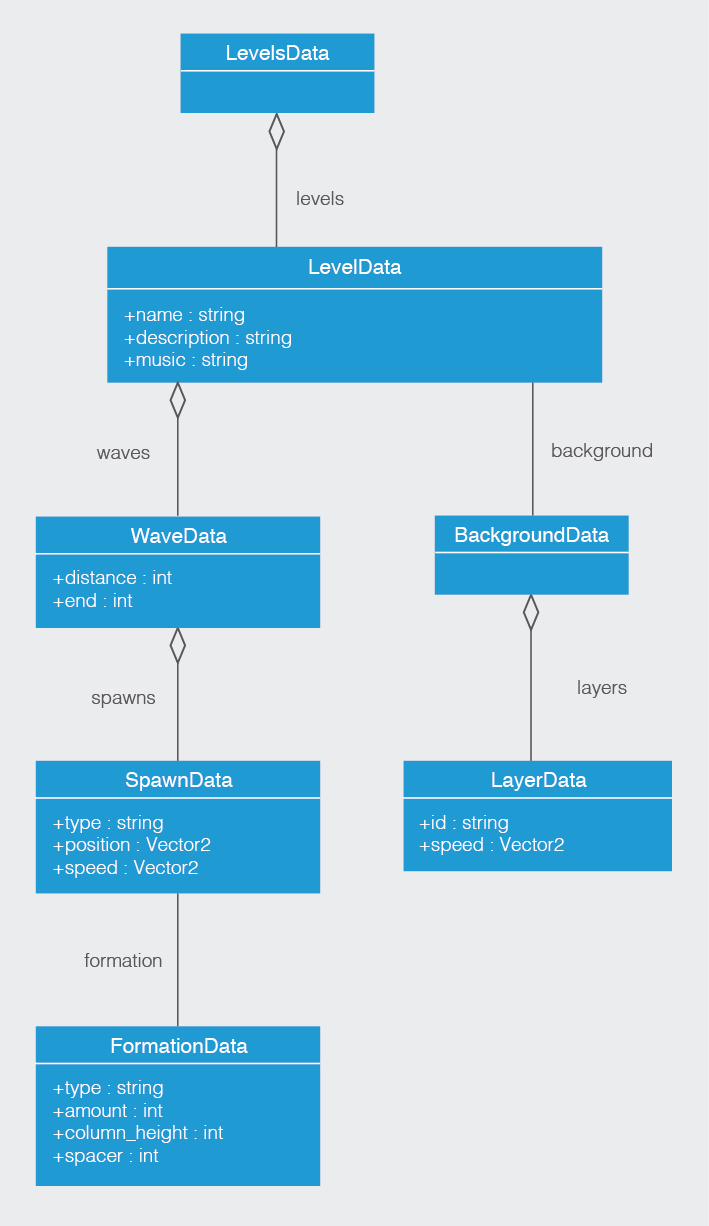 LevelsData
levels
LevelData
+name : string
+description : string
+music : string
waves
background
WaveData
+distance : int
+end : int
BackgroundData
spawns
layers
SpawnData
+type : string
+position : Vector2
+speed : Vector2
LayerData
+id : string
+speed : Vector2
formation
FormationData
+type : string
+amount : int
+column_height : int
+spacer : int